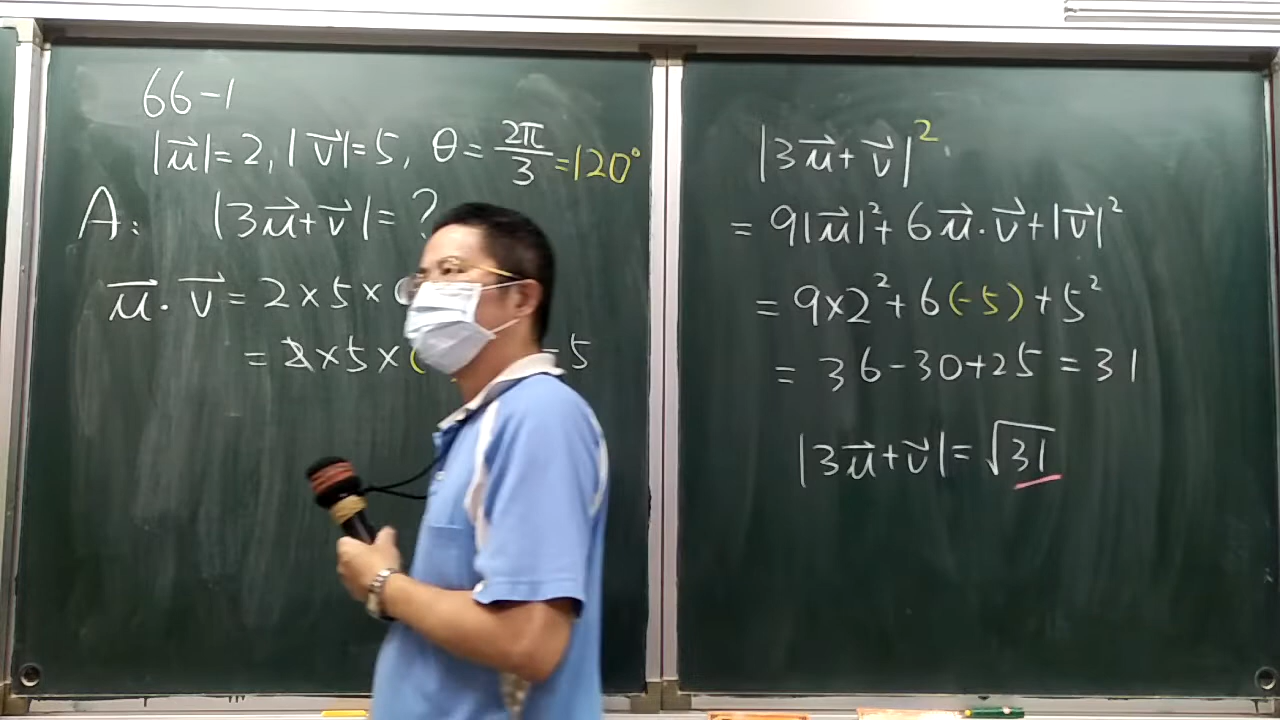 66-1
|u⃗|=2, |v⃗|=5, θ=2π/3=120°
A: |3u⃗+v⃗|=?
u⃗·v⃗=2×5×
=2×5×( -5
|3u⃗+v⃗|²
=9|u⃗|²+6u⃗·v⃗+|v⃗|²
=9×2²+6(-5)+5²
=36-30+25=31
|3u⃗+v⃗|=√31